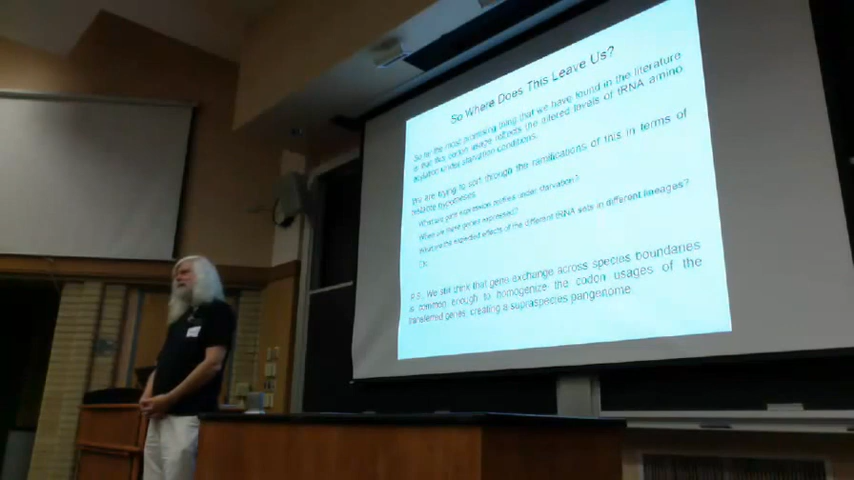 So Where Does This Leave Us?
So far the most promising thing that we have found in the literature
is that this codon usage reflects the altered levels of tRNA amino
acylation under starvation conditions.
We are trying to sort through the ramifications of this in terms of
testable hypotheses.
What are gene expression profiles under starvation?
When are these genes expressed?
What are the expected effects of the different tRNA sets in different lineages?
Etc.
P.S. We still think that gene exchange across species boundaries
is common enough to homogenize the codon usages of the
transferred genes, creating a supraspecies pangenome.